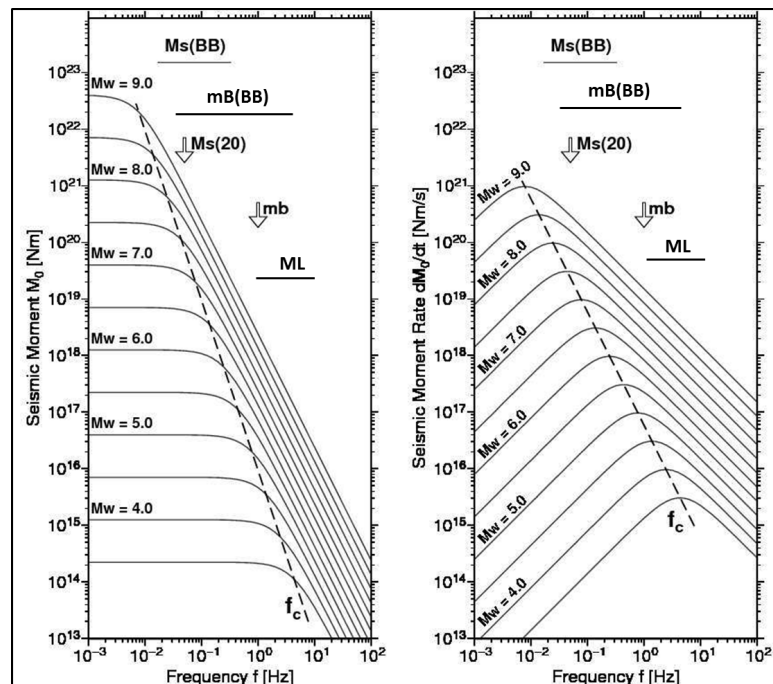 Ms(BB)
mB(BB)
Ms(20)
mb
ML
Mw = 9.0
Mw = 8.0
Mw = 7.0
Mw = 6.0
Mw = 5.0
Mw = 4.0
fc
Seismic Moment M₀ [Nm]
10²³
10²²
10²¹
10²⁰
10¹⁹
10¹⁸
10¹⁷
10¹⁶
10¹⁵
10¹⁴
10¹³
10⁻³ 10⁻² 10⁻¹ 10⁰ 10¹ 10²
Frequency f [Hz]
Ms(BB)
mB(BB)
Ms(20)
mb
ML
Mw = 9.0
Mw = 8.0
Mw = 7.0
Mw = 6.0
Mw = 5.0
Mw = 4.0
fc
Seismic Moment Rate dM₀/dt [Nm/s]
10²³
10²²
10²¹
10²⁰
10¹⁹
10¹⁸
10¹⁷
10¹⁶
10¹⁵
10¹⁴
10¹³
10⁻³ 10⁻² 10⁻¹ 10⁰ 10¹ 10²
Frequency f [Hz]